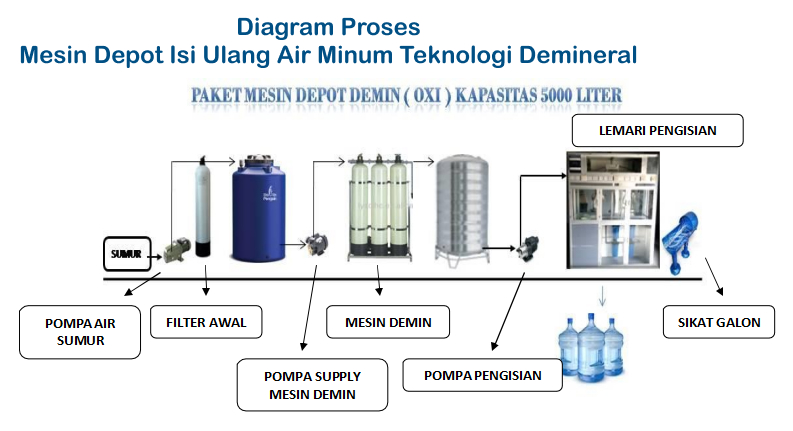 Diagram Proses
Mesin Depot Isi Ulang Air Minum Teknologi Demineral
PAKET MESIN DEPOT DEMIN ( OXI ) KAPASITAS 5000 LITER
LEMARI PENGISIAN
Penguin
SUMUR
POMPA AIR
SUMUR
FILTER AWAL
MESIN DEMIN
SIKAT GALON
POMPA SUPPLY
MESIN DEMIN
POMPA PENGISIAN